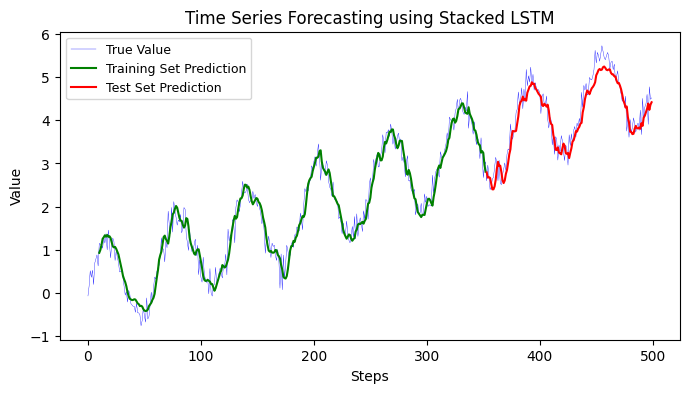 Time Series Forecasting using Stacked LSTM
True Value
Training Set Prediction
Test Set Prediction
6
5
4
3
2
1
0
−1
Value
0 100 200 300 400 500
Steps